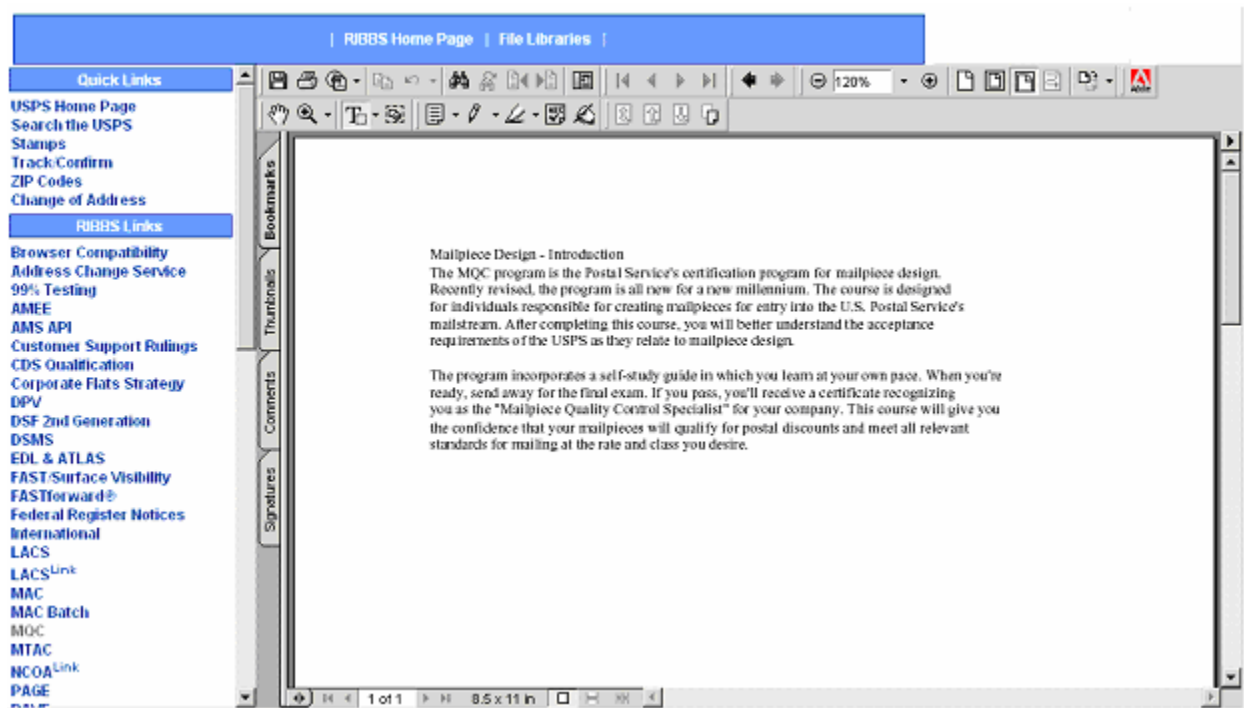 | RIBBS Home Page | File Libraries |
Quick Links
USPS Home Page
Search the USPS
Stamps
Track/Confirm
ZIP Codes
Change of Address
RIBBS Links
Browser Compatibility
Address Change Service
99% Testing
AMEE
AMS API
Customer Support Rulings
CDS Qualification
Corporate Flats Strategy
DPV
DSF 2nd Generation
DSMS
EDL & ATLAS
FAST/Surface Visibility
FASTforward®
Federal Register Notices
International
LACS
LACSLink
MAC
MAC Batch
MQC
MTAC
NCOALink
PAGE
120%
Adobe
Bookmarks
Thumbnails
Comments
Signatures
Mailpiece Design - Introduction
The MQC program is the Postal Service's certification program for mailpiece design.
Recently revised, the program is all new for a new millennium. The course is designed
for individuals responsible for creating mailpieces for entry into the U.S. Postal Service's
mailstream. After completing this course, you will better understand the acceptance
requirements of the USPS as they relate to mailpiece design.
The program incorporates a self-study guide in which you learn at your own pace. When you're
ready, send away for the final exam. If you pass, you'll receive a certificate recognizing
you as the "Mailpiece Quality Control Specialist" for your company. This course will give you
the confidence that your mailpieces will qualify for postal discounts and meet all relevant
standards for mailing at the rate and class you desire.
1 of 1
8.5 x 11 in